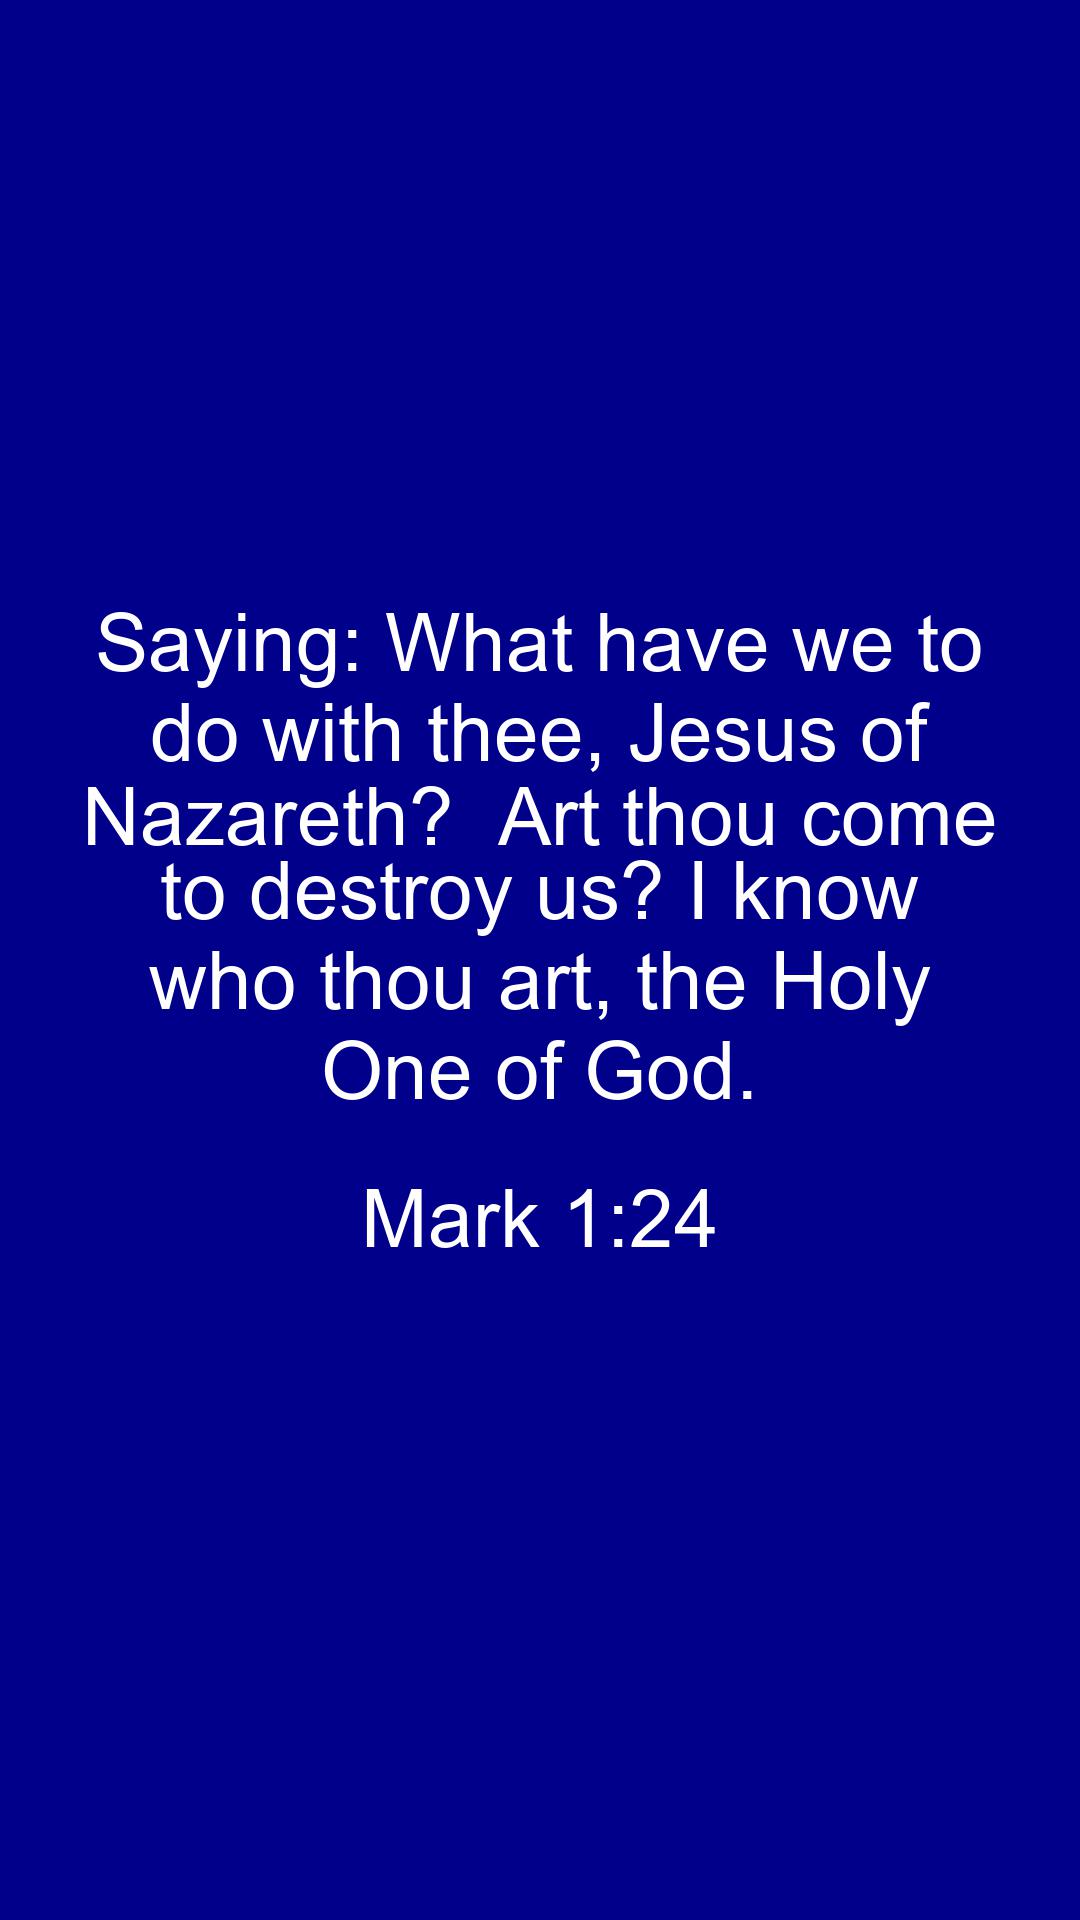 Saying: What have we to
do with thee, Jesus of
Nazareth?  Art thou come
to destroy us? I know
who thou art, the Holy
One of God.
Mark 1:24